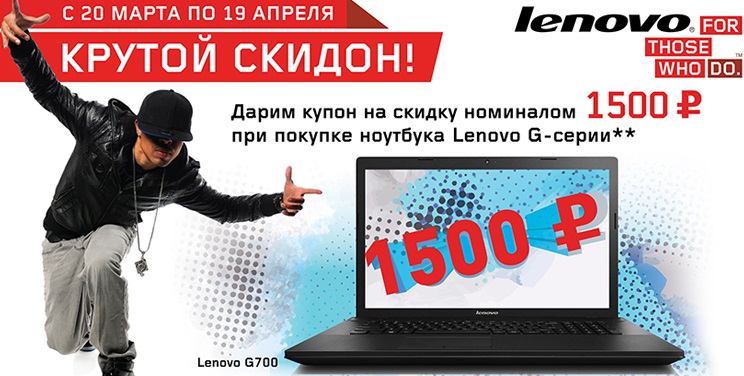 С 20 МАРТА ПО 19 АПРЕЛЯ
КРУТОЙ СКИДОН!
lenovo® FOR
THOSE
WHO DO.™
Дарим купон на скидку номиналом 1500 ₽
при покупке ноутбука Lenovo G-серии**
1500 ₽
lenovo
Lenovo G700